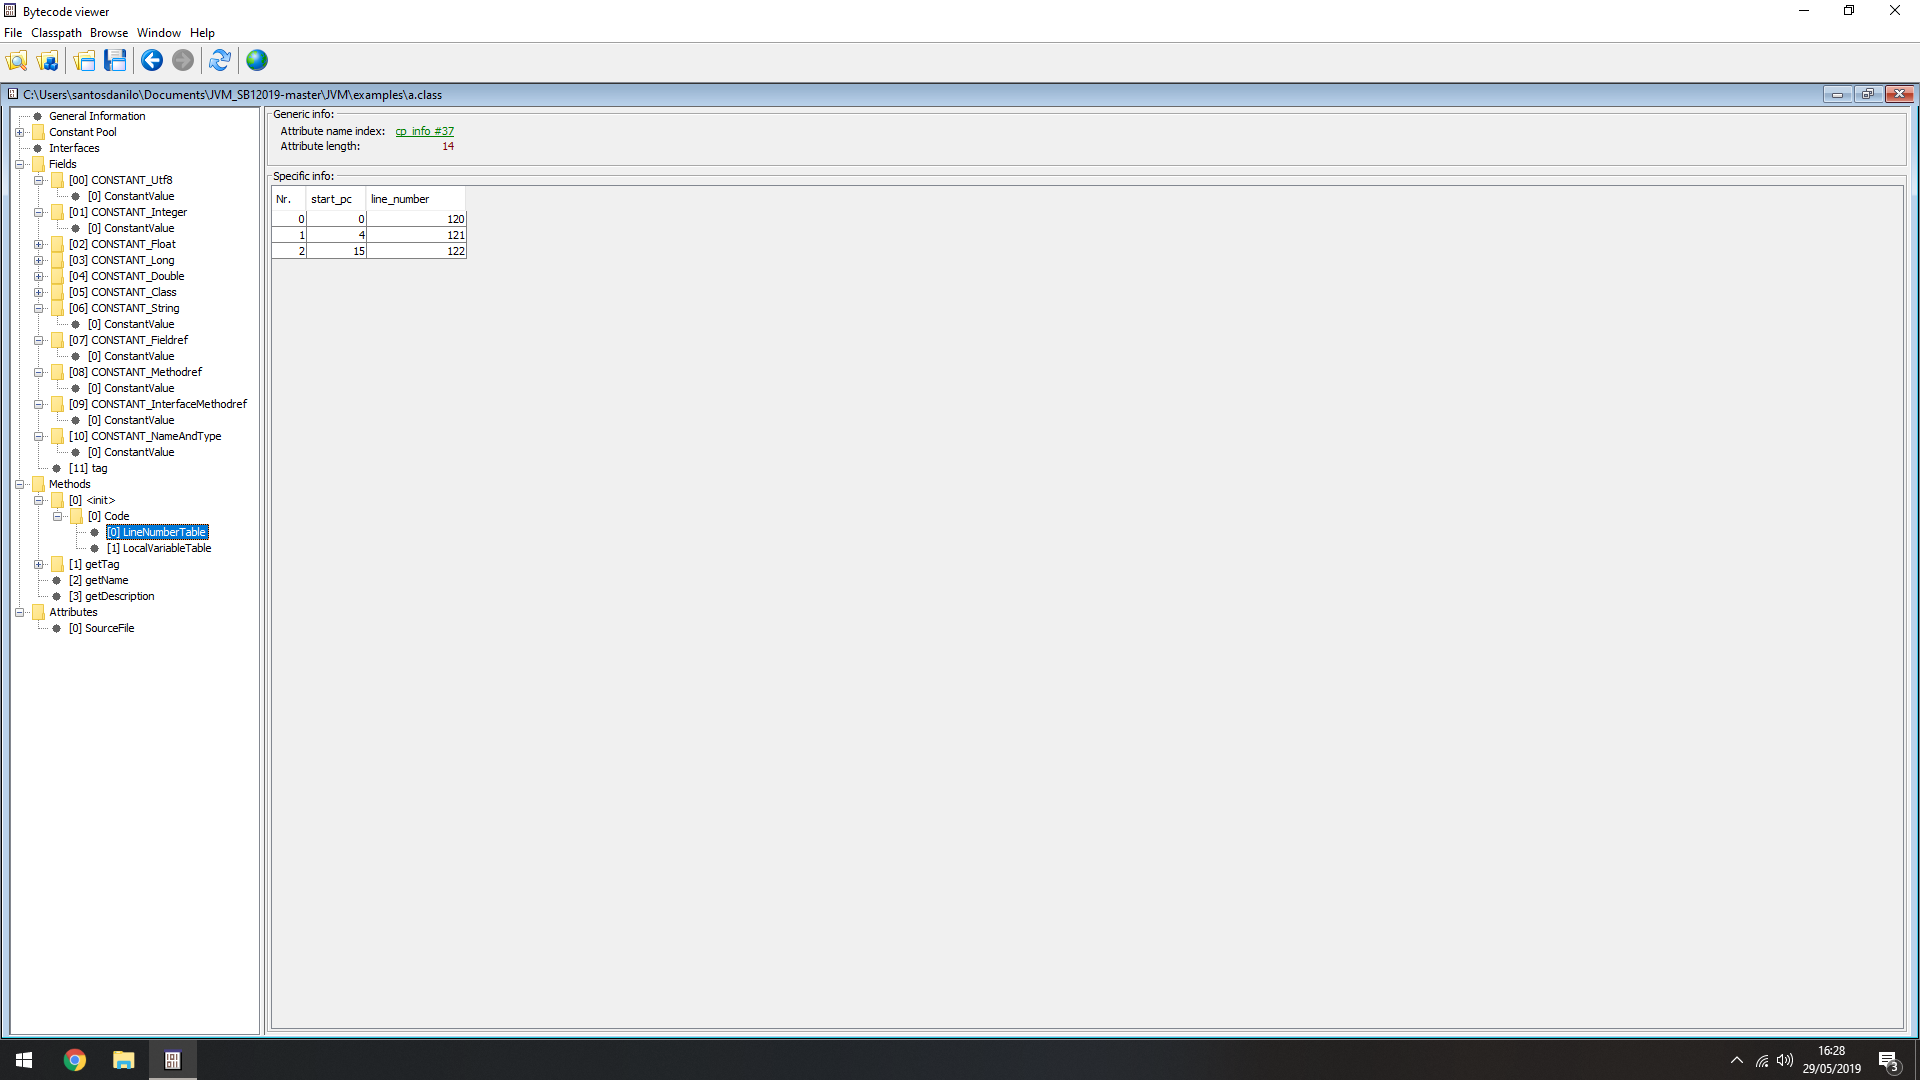 Bytecode viewer
File Classpath Browse Window Help
C:\Users\santosdanilo\Documents\JVM_SB12019-master\JVM\examples\a.class
General Information
Constant Pool
Interfaces
Fields
[00] CONSTANT_Utf8
[0] ConstantValue
[01] CONSTANT_Integer
[0] ConstantValue
[02] CONSTANT_Float
[03] CONSTANT_Long
[04] CONSTANT_Double
[05] CONSTANT_Class
[06] CONSTANT_String
[0] ConstantValue
[07] CONSTANT_Fieldref
[0] ConstantValue
[08] CONSTANT_Methodref
[0] ConstantValue
[09] CONSTANT_InterfaceMethodref
[0] ConstantValue
[10] CONSTANT_NameAndType
[0] ConstantValue
[11] tag
Methods
[0] <init>
[0] Code
[0] LineNumberTable
[1] LocalVariableTable
[1] getTag
[2] getName
[3] getDescription
Attributes
[0] SourceFile
Generic info:
Attribute name index: cp_info #37
Attribute length: 14
Specific info:
Nr. start_pc line_number
0 0 120
1 4 121
2 15 122
16:28
29/05/2019
3